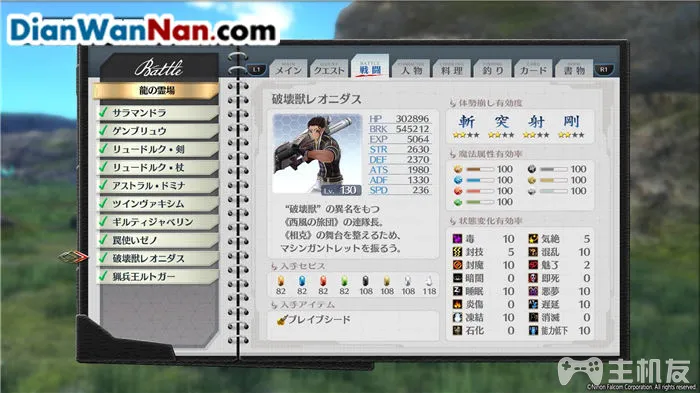 DianWanNan.Com
Battle
L1 メイン クエスト BATTLE 戦闘 人物 料理 釣り カード 書物 R1
龍の霊場
サラマンドラ
ゲンブリュウ
リュードルク・剣
リュードルク・杖
アストラル・ドミナ
ツインヴァキシム
ギルティジャベリン
罠使いゼノ
破壊獣レオニダス
猟兵王ルトガー
破壊獣レオニダス
Lv. 130
HP 302896
BRK 545212
EXP 5064
STR 2630
DEF 2370
ATS 1980
ADF 1330
SPD 236
“破壊獣”の異名をもつ
《西風の旅団》の連隊長。
《相克》の舞台を整えるため、
マシンガントレットを振るう。
入手セピス
82 82 82 82 108 108 108 118
入手アイテム
ブレイブシード
体勢崩し有効度
斬 突 射 剛
魔法属性有効率
100 100
100 100
100 100
100
状態変化有効率
毒 10 気絶 5
封技 5 混乱 10
封魔 10 魅了 2
暗闇 0 即死 0
睡眠 10 悪夢 10
炎傷 0 遅延 10
凍結 10 消滅 0
石化 0 能力低下 10
主机友
©Nihon Falcom Corporation. All rights reserved.